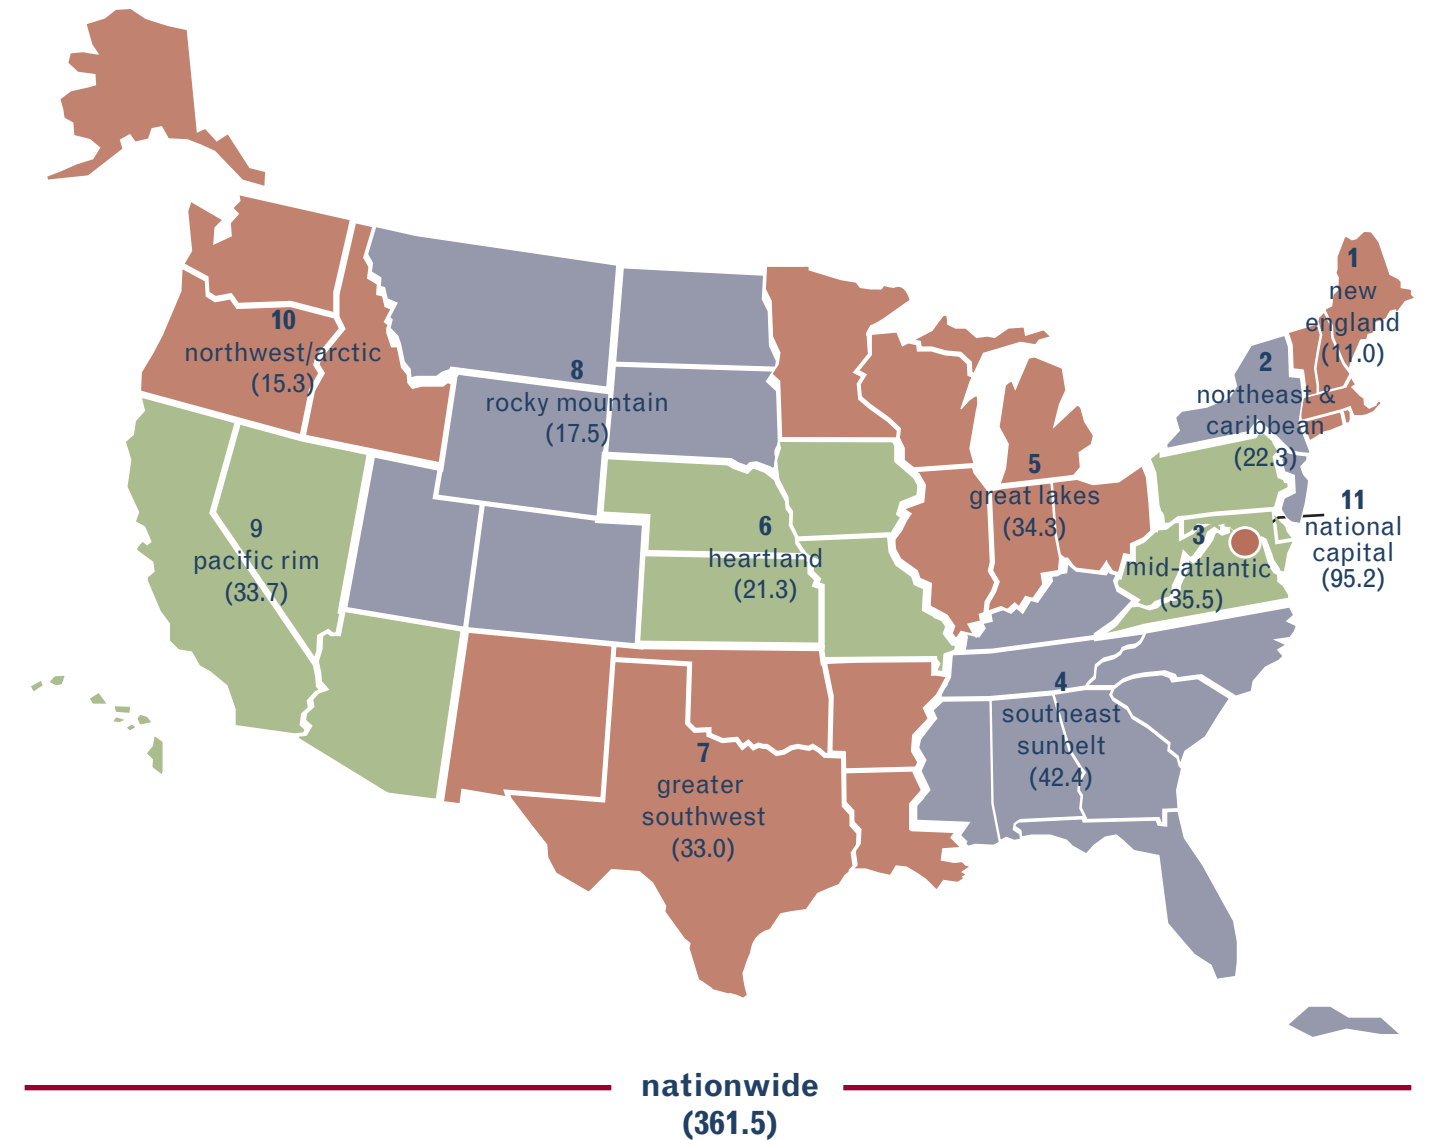 1
new
england
(11.0)
2
northeast &
caribbean
(22.3)
10
northwest/arctic
(15.3)
8
rocky mountain
(17.5)
5
great lakes
(34.3)
11
national
capital
(95.2)
9
pacific rim
(33.7)
6
heartland
(21.3)
3
mid-atlantic
(35.5)
4
southeast
sunbelt
(42.4)
7
greater
southwest
(33.0)
nationwide
(361.5)